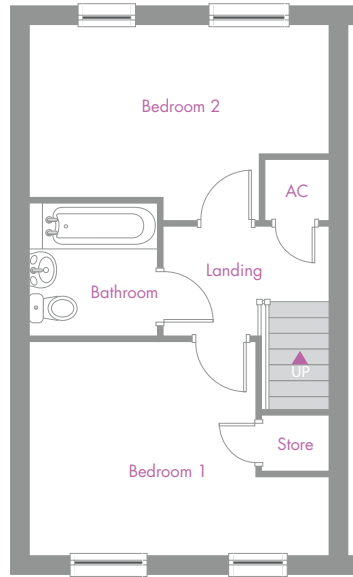 Bedroom 2
AC
Landing
Bathroom
UP
Store
Bedroom 1